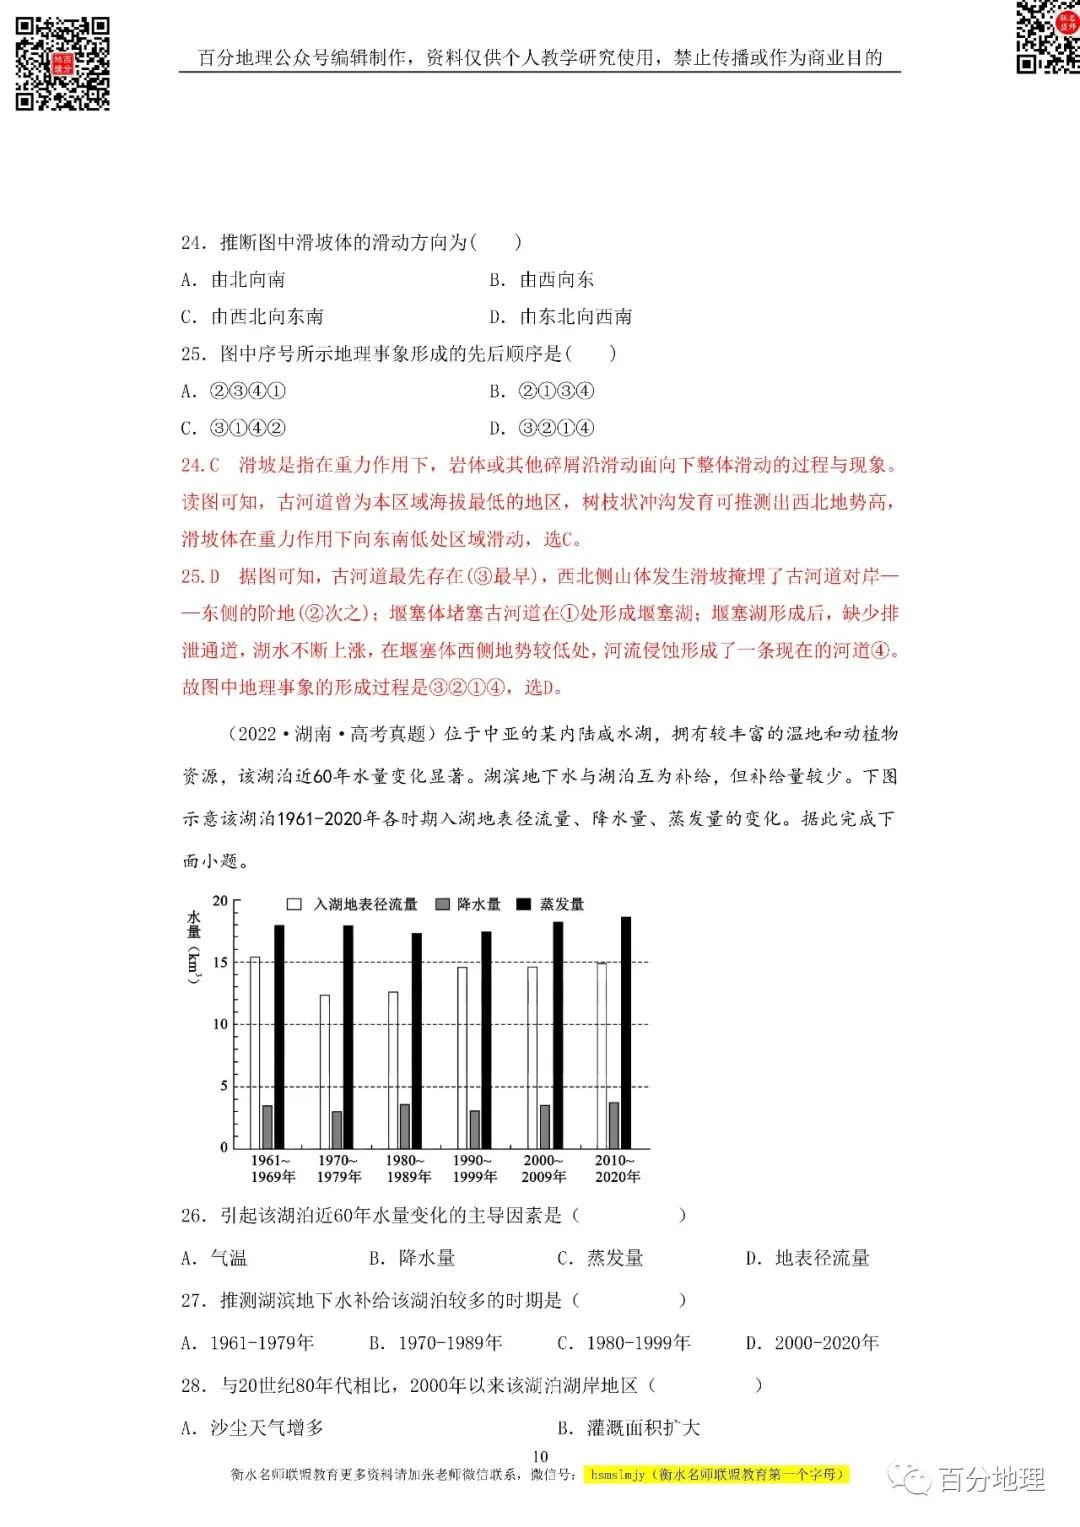 百分地理公众号编辑制作，资料仅供个人教学研究使用，禁止传播或作为商业目的
24．推断图中滑坡体的滑动方向为(　　)
A．由北向南　B．由西向东
C．由西北向东南　D．由东北向西南
25．图中序号所示地理事象形成的先后顺序是(　　)
A．②③④①　B．②①③④
C．③①④②　D．③②①④
24.C　滑坡是指在重力作用下，岩体或其他碎屑沿滑动面向下整体滑动的过程与现象。
读图可知，古河道曾为本区域海拔最低的地区，树枝状冲沟发育可推测出西北地势高，
滑坡体在重力作用下向东南低处区域滑动，选C。
25.D　据图可知，古河道最先存在(③最早)，西北侧山体发生滑坡掩埋了古河道对岸—
—东侧的阶地(②次之)；堰塞体堵塞古河道在①处形成堰塞湖；堰塞湖形成后，缺少排
泄通道，湖水不断上涨，在堰塞体西侧地势较低处，河流侵蚀形成了一条现在的河道④。
故图中地理事象的形成过程是③②①④，选D。
（2022·湖南·高考真题）位于中亚的某内陆咸水湖，拥有较丰富的湿地和动植物
资源，该湖泊近60年水量变化显著。湖滨地下水与湖泊互为补给，但补给量较少。下图
示意该湖泊1961-2020年各时期入湖地表径流量、降水量、蒸发量的变化。据此完成下
面小题。
水量（km³）
入湖地表径流量　降水量　蒸发量
20
15
10
5
0
1961~　1970~　1980~　1990~　2000~　2010~
1969年　1979年　1989年　1999年　2009年　2020年
26．引起该湖泊近60年水量变化的主导因素是（　　）
A．气温　B．降水量　C．蒸发量　D．地表径流量
27．推测湖滨地下水补给该湖泊较多的时期是（　　）
A．1961-1979年　B．1970-1989年　C．1980-1999年　D．2000-2020年
28．与20世纪80年代相比，2000年以来该湖泊湖岸地区（　　）
A．沙尘天气增多　B．灌溉面积扩大
10
衡水名师联盟教育更多资料请加张老师微信联系，微信号：hsmslmjy（衡水名师联盟教育第一个字母）
百分地理